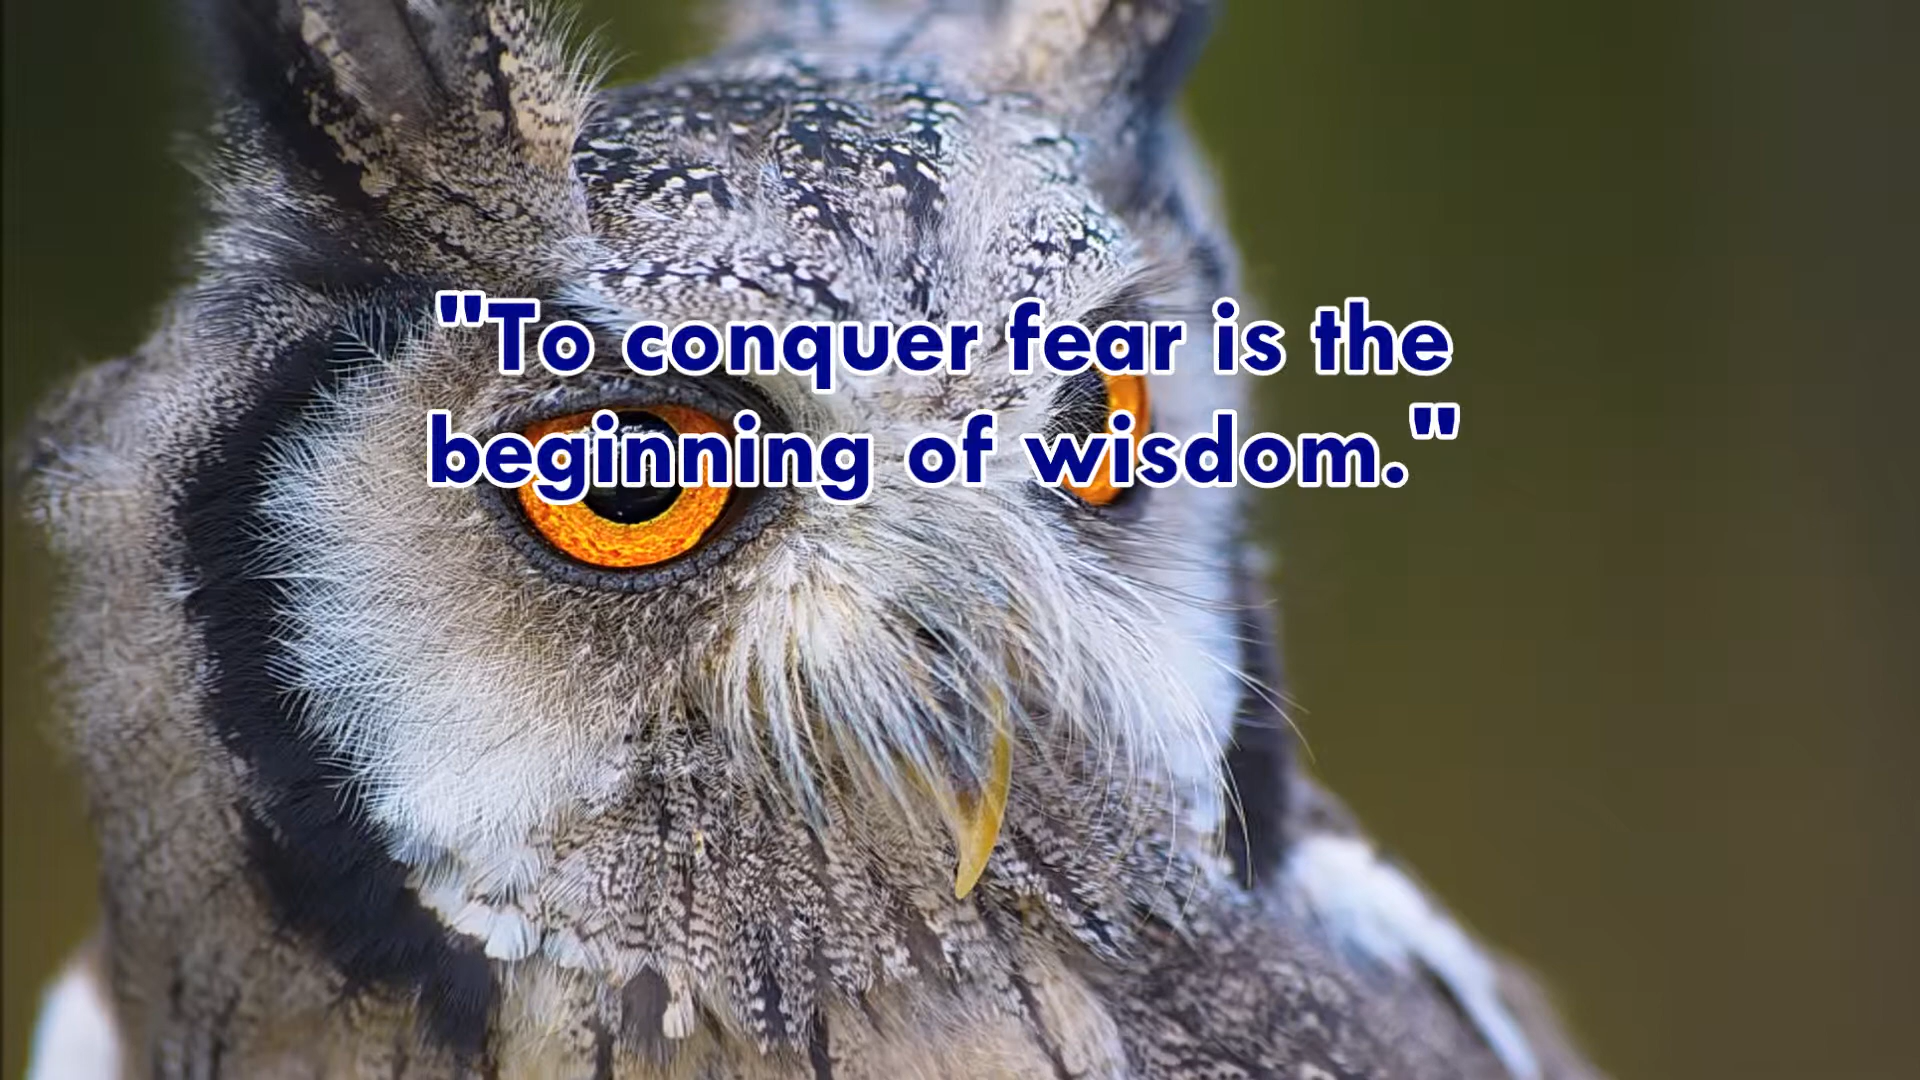 "To conquer fear is the
beginning of wisdom."